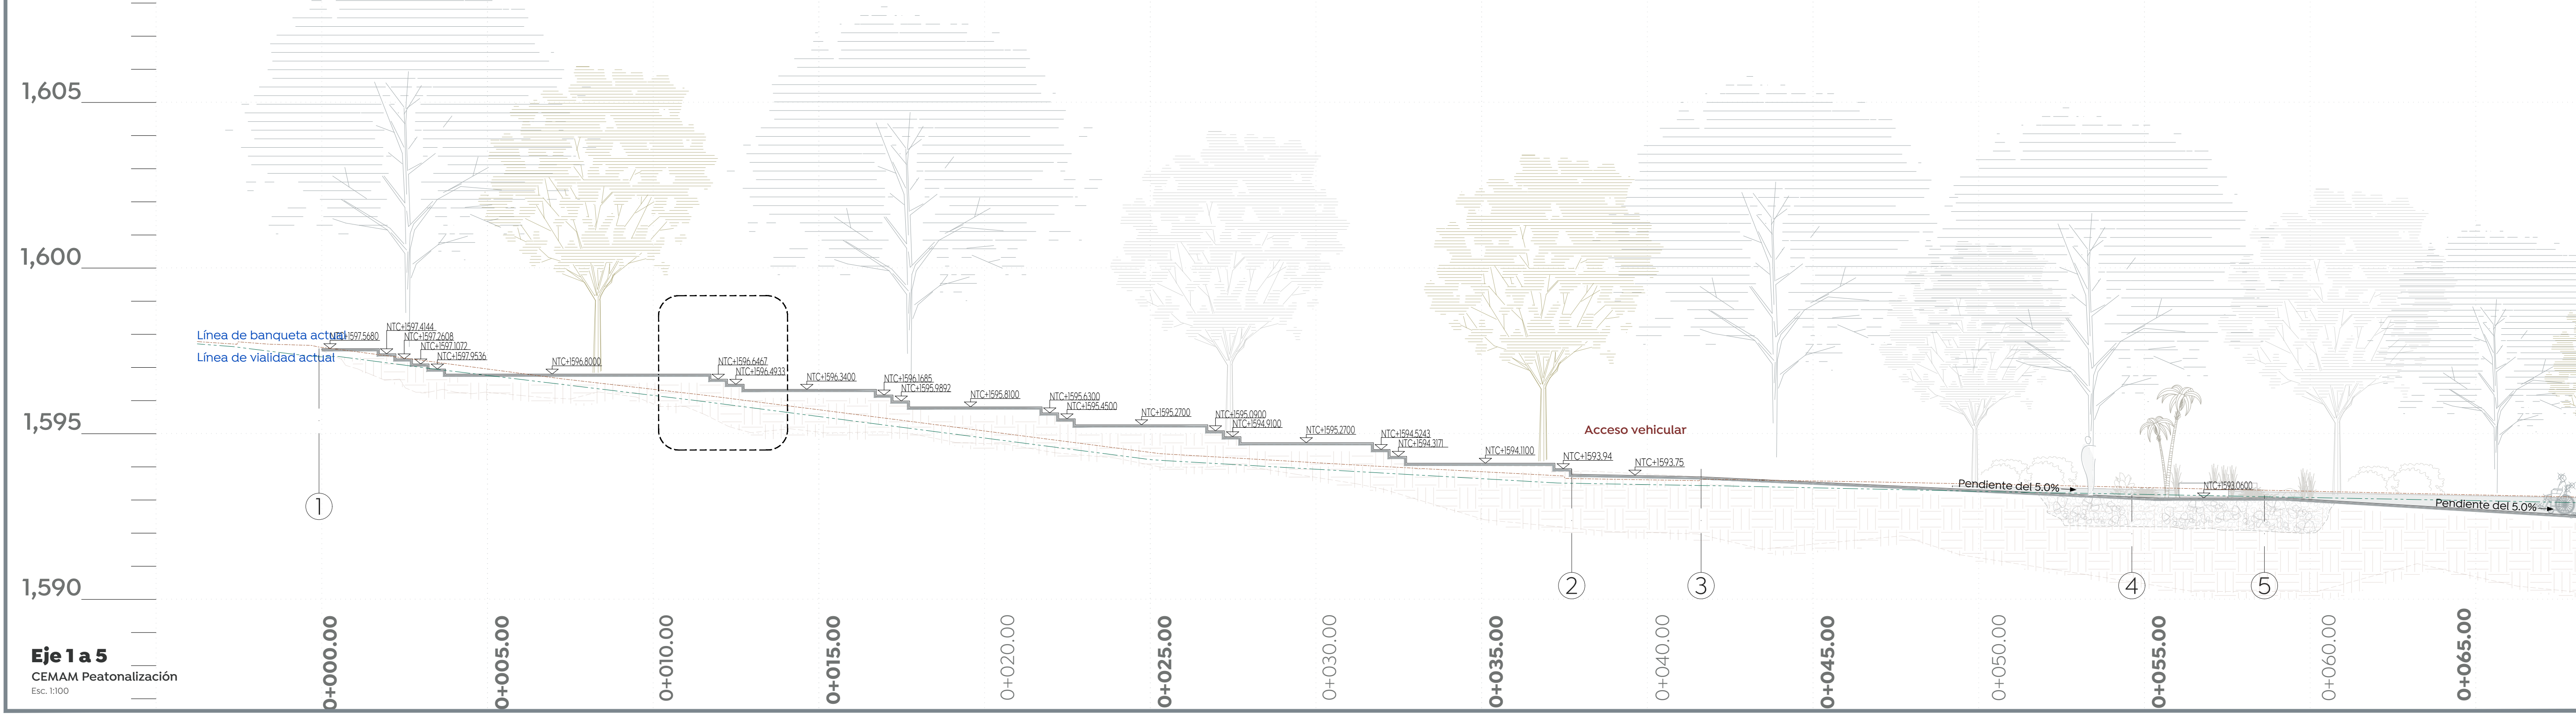 1,605
1,600
1,595
1,590
Línea de banqueta actual
Línea de vialidad actual
NTC+1597.5680
NTC+1597.4144
NTC+1597.2608
NTC+1597.1072
NTC+1597.9536
NTC+1596.8000
NTC+1596.6467
NTC+1596.4933
NTC+1596.3400
NTC+1596.1685
NTC+1595.9892
NTC+1595.8100
NTC+1595.6300
NTC+1595.4500
NTC+1595.2700
NTC+1595.0900
NTC+1594.9100
NTC+1595.2700
NTC+1594.5243
NTC+1594.3171
NTC+1594.1100
NTC+1593.94
Acceso vehicular
NTC+1593.75
Pendiente del 5.0%
NTC+1593.0600
Pendiente del 5.0%
1
2
3
4
5
0+000.00
0+005.00
0+010.00
0+015.00
0+020.00
0+025.00
0+030.00
0+035.00
0+040.00
0+045.00
0+050.00
0+055.00
0+060.00
0+065.00
Eje 1 a 5
CEMAM Peatonalización
Esc. 1:100